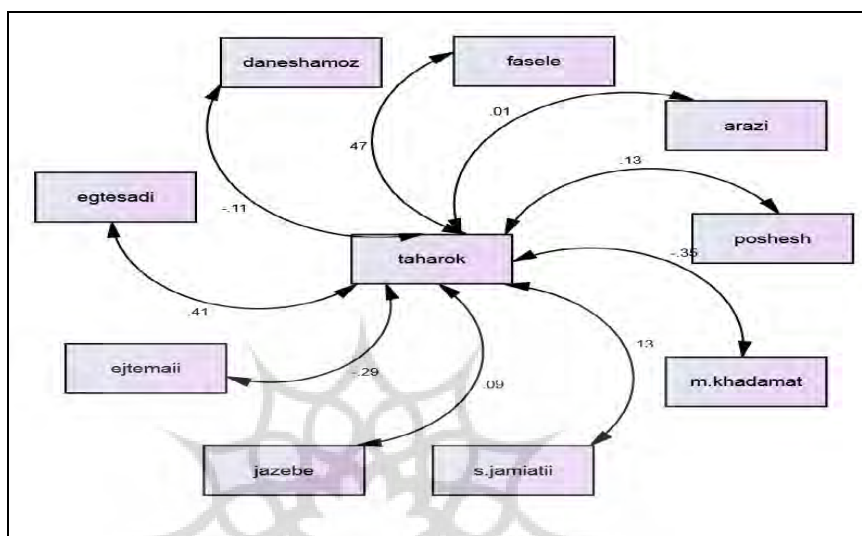 daneshamoz
fasele
.01
arazi
47
.13
-.11
egtesadi
poshesh
taharok
-.35
.41
13
ejtemaii
-.29
.09
m.khadamat
jazebe
s.jamiatii